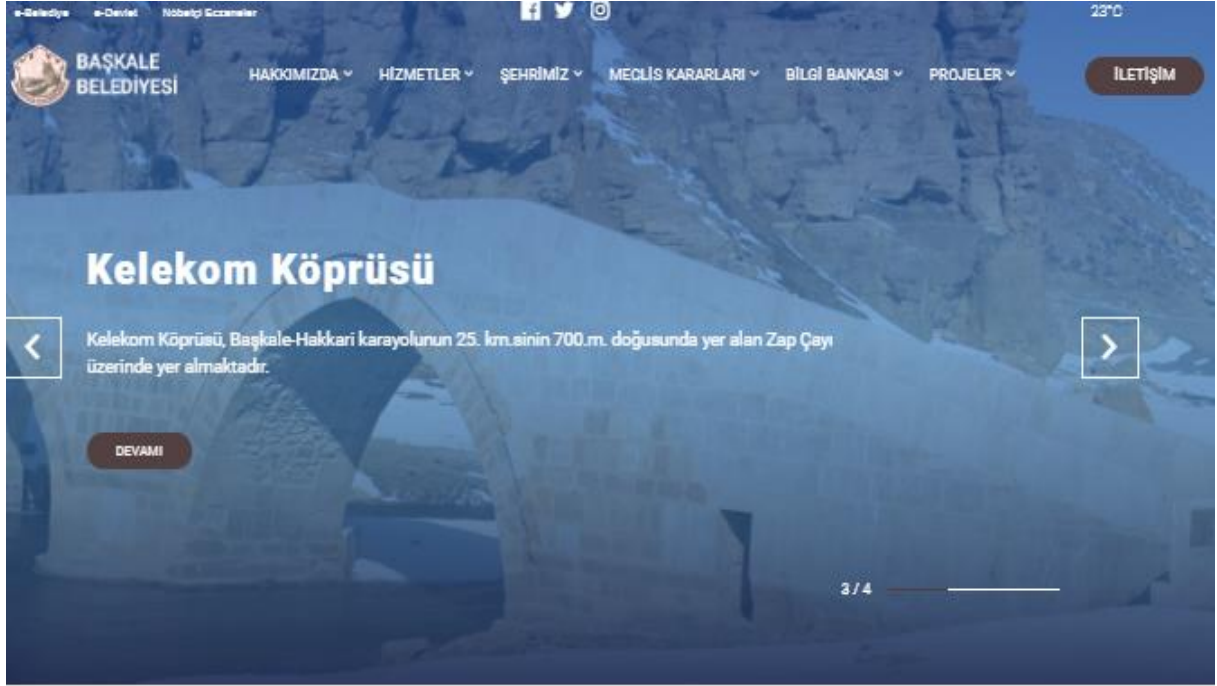 e-Belediye e-Devlet Nöbetçi Eczaneler 23°C
BAŞKALE
BELEDİYESİ
HAKKIMIZDA HİZMETLER ŞEHRİMİZ MECLİS KARARLARI BİLGİ BANKASI PROJELER İLETİŞİM
Kelekom Köprüsü
Kelekom Köprüsü, Başkale-Hakkari karayolunun 25. km.sinin 700.m. doğusunda yer alan Zap Çayı
üzerinde yer almaktadır.
DEVAMI
3 / 4